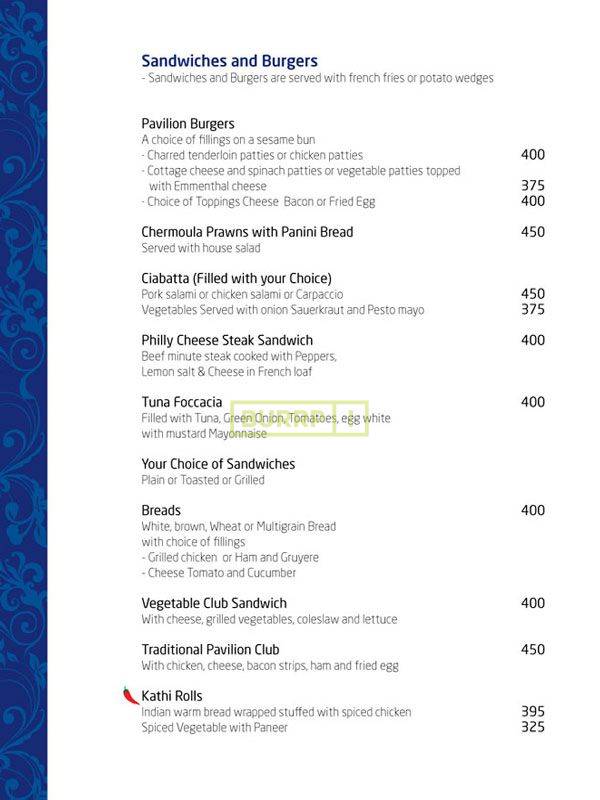 Sandwiches and Burgers
- Sandwiches and Burgers are served with french fries or potato wedges
Pavilion Burgers
A choice of fillings on a sesame bun
- Charred tenderloin patties or chicken patties 400
- Cottage cheese and spinach patties or vegetable patties topped
with Emmenthal cheese 375
- Choice of Toppings Cheese Bacon or Fried Egg 400
Chermoula Prawns with Panini Bread 450
Served with house salad
Ciabatta (Filled with your Choice)
Pork salami or chicken salami or Carpaccio 450
Vegetables Served with onion Sauerkraut and Pesto mayo 375
Philly Cheese Steak Sandwich 400
Beef minute steak cooked with Peppers,
Lemon salt & Cheese in French loaf
Tuna Foccacia 400
Filled with Tuna, Green Onion, Tomatoes, egg white
with mustard Mayonnaise
BURRP !
Your Choice of Sandwiches
Plain or Toasted or Grilled
Breads 400
White, brown, Wheat or Multigrain Bread
with choice of fillings
- Grilled chicken or Ham and Gruyere
- Cheese Tomato and Cucumber
Vegetable Club Sandwich 400
With cheese, grilled vegetables, coleslaw and lettuce
Traditional Pavilion Club 450
With chicken, cheese, bacon strips, ham and fried egg
Kathi Rolls
Indian warm bread wrapped stuffed with spiced chicken 395
Spiced Vegetable with Paneer 325